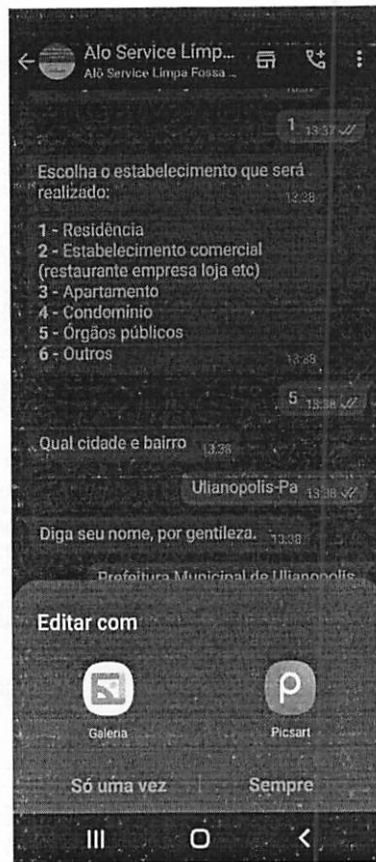 Alo Service Limp...
Alô Service Limpa Fossa ...
1 13:37
Escolha o estabelecimento que será
realizado:
13:38
1 - Residência
2 - Estabelecimento comercial
(restaurante empresa loja etc)
3 - Apartamento
4 - Condomínio
5 - Órgãos públicos
6 - Outros
13:38
5 13:38
Qual cidade e bairro 13:38
Ulianopolis-Pa 13:38
Diga seu nome, por gentileza. 13:38
Prefeitura Municipal de Ulianopolis
Editar com
Galeria
Picsart
Só uma vez
Sempre